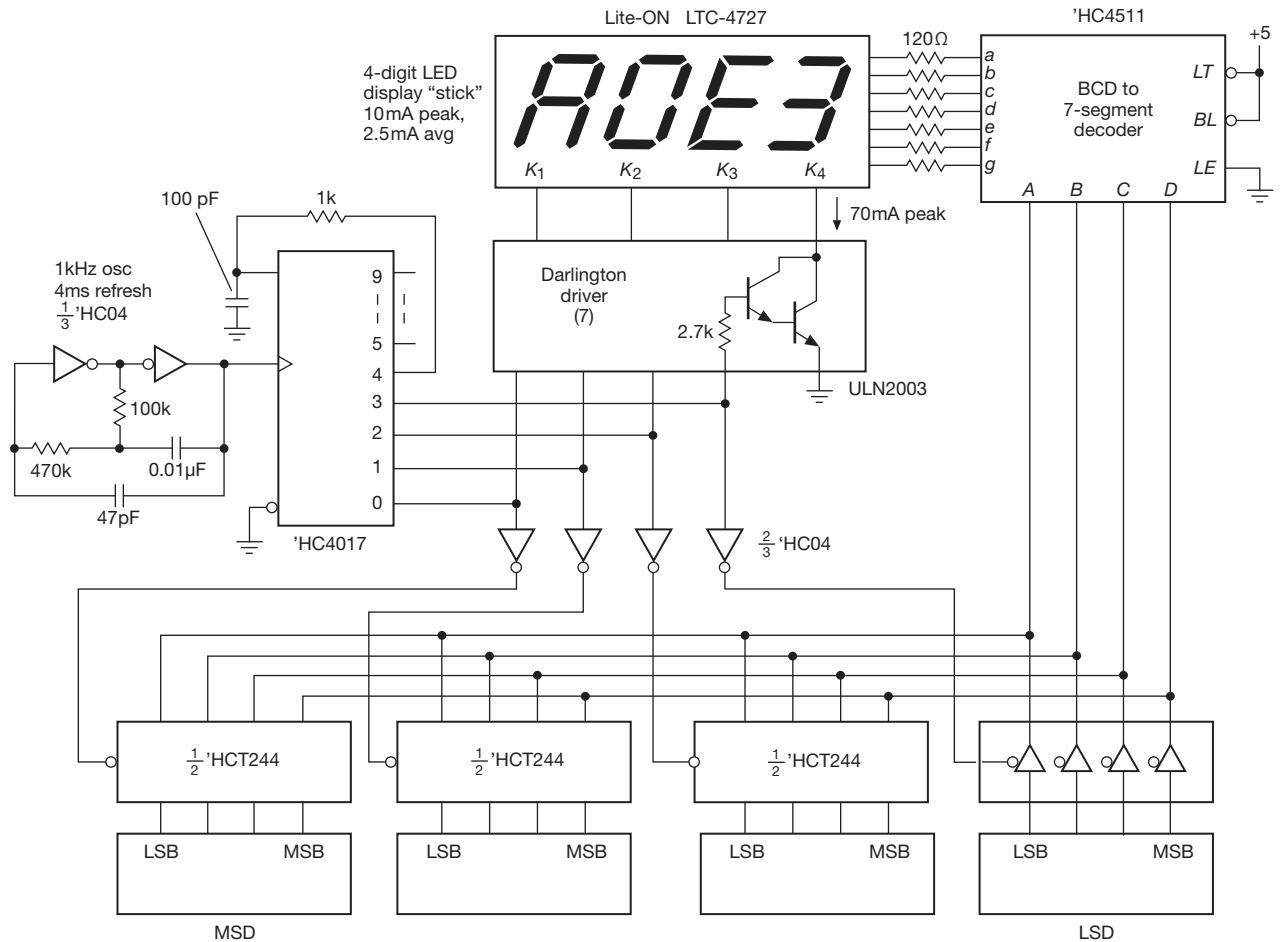 Lite-ON LTC-4727
'HC4511
4-digit LED
display “stick”
10mA peak,
2.5mA avg
AOE3
K1 K2 K3 K4
120Ω
a
b
c
d
e
f
g
BCD to
7-segment
decoder
LT
BL
LE
+5
A B C D
70mA peak
100 pF
1k
1kHz osc
4ms refresh
1/3 'HC04
9
5
4
3
2
1
0
Darlington
driver
(7)
2.7k
ULN2003
100k
470k
0.01µF
47pF
'HC4017
2/3 'HC04
1/2 'HCT244
1/2 'HCT244
1/2 'HCT244
LSB MSB
LSB MSB
LSB MSB
LSB MSB
MSD
LSD